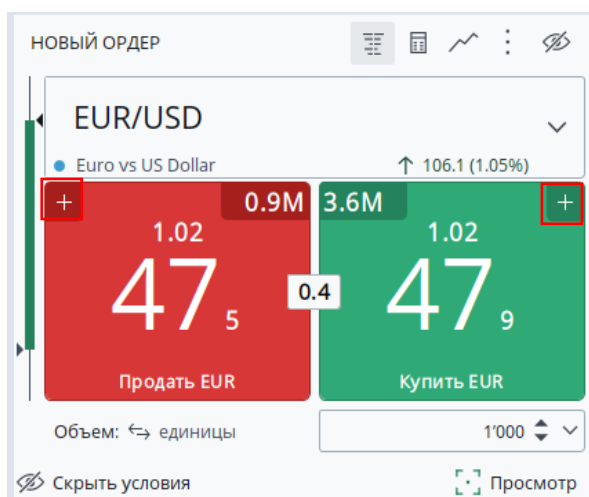 НОВЫЙ ОРДЕР
EUR/USD
Euro vs US Dollar ↑ 106.1 (1.05%)
+ 0.9M 3.6M +
1.02 1.02
47 5 0.4 47 9
Продать EUR Купить EUR
Объем: ⇆ единицы 1'000
Скрыть условия Просмотр